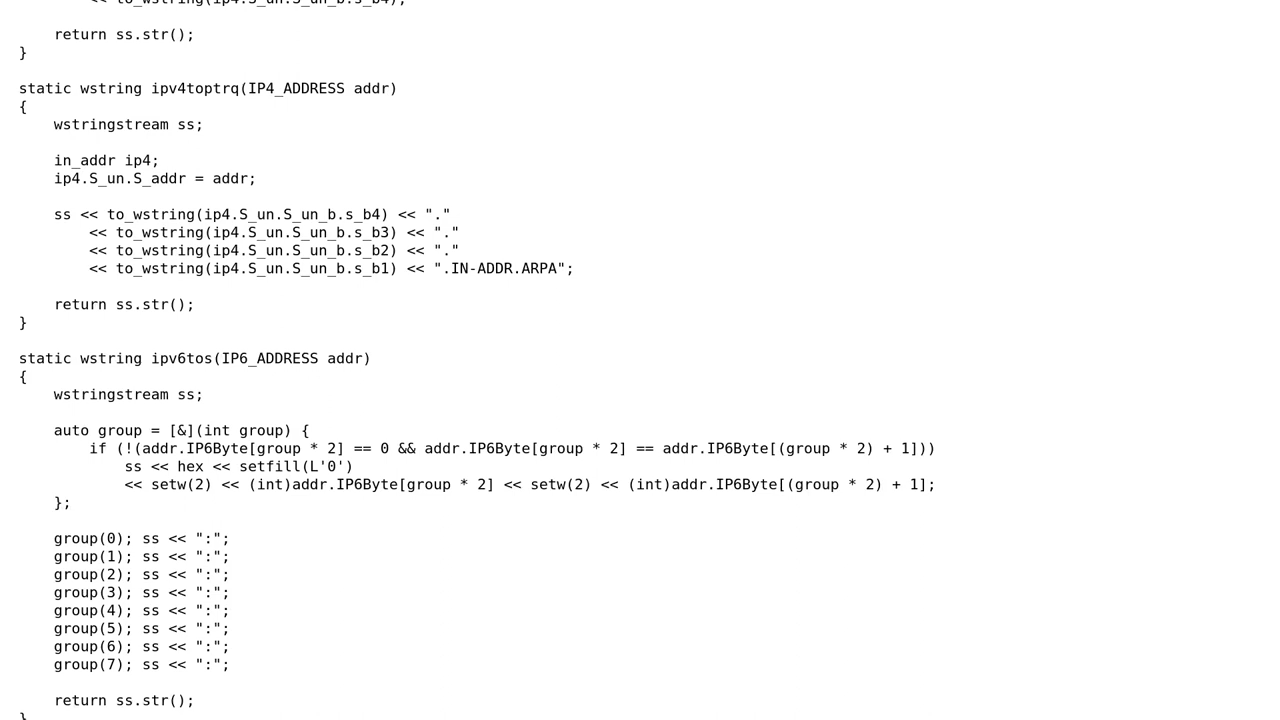 << to_wstring(ip4.S_un.S_un_b.s_b4);
return ss.str();
}
static wstring ipv4toptrq(IP4_ADDRESS addr)
{
wstringstream ss;
in_addr ip4;
ip4.S_un.S_addr = addr;
ss << to_wstring(ip4.S_un.S_un_b.s_b4) << "."
<< to_wstring(ip4.S_un.S_un_b.s_b3) << "."
<< to_wstring(ip4.S_un.S_un_b.s_b2) << "."
<< to_wstring(ip4.S_un.S_un_b.s_b1) << ".IN-ADDR.ARPA";
return ss.str();
}
static wstring ipv6tos(IP6_ADDRESS addr)
{
wstringstream ss;
auto group = [&](int group) {
if (!(addr.IP6Byte[group * 2] == 0 && addr.IP6Byte[group * 2] == addr.IP6Byte[(group * 2) + 1]))
ss << hex << setfill(L'0')
<< setw(2) << (int)addr.IP6Byte[group * 2] << setw(2) << (int)addr.IP6Byte[(group * 2) + 1];
};
group(0); ss << ":";
group(1); ss << ":";
group(2); ss << ":";
group(3); ss << ":";
group(4); ss << ":";
group(5); ss << ":";
group(6); ss << ":";
group(7); ss << ":";
return ss.str();
}